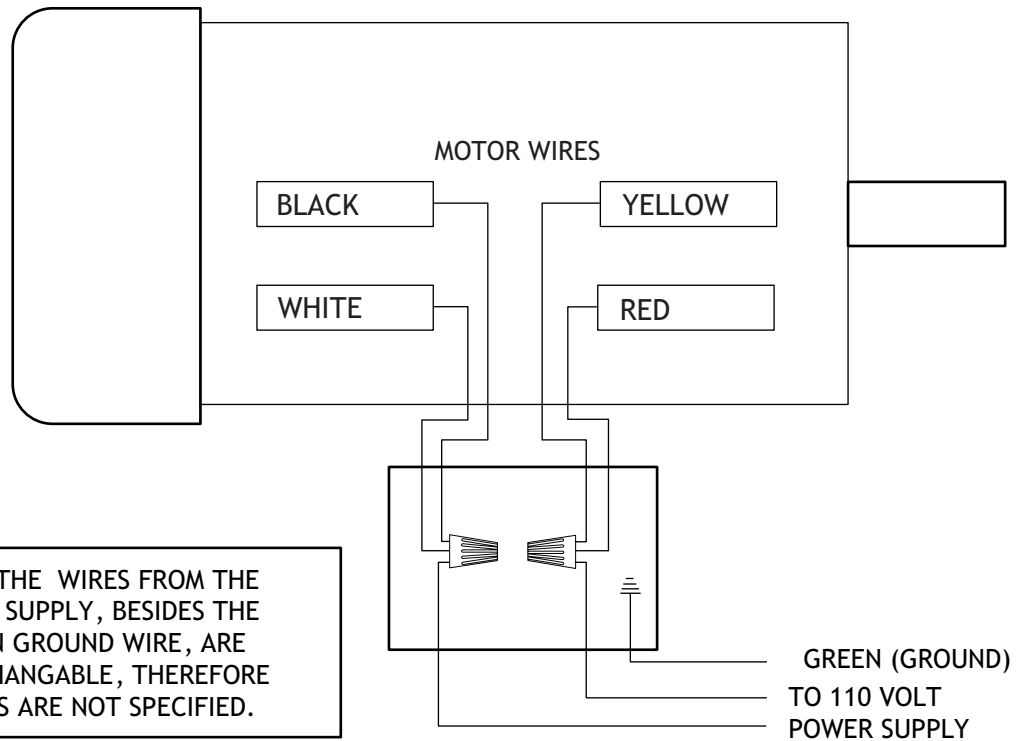 MOTOR WIRES
BLACK
YELLOW
WHITE
RED
THE WIRES FROM THE
SUPPLY, BESIDES THE
GROUND WIRE, ARE
THEREFORE
ARE NOT SPECIFIED.
GREEN (GROUND)
TO 110 VOLT
POWER SUPPLY